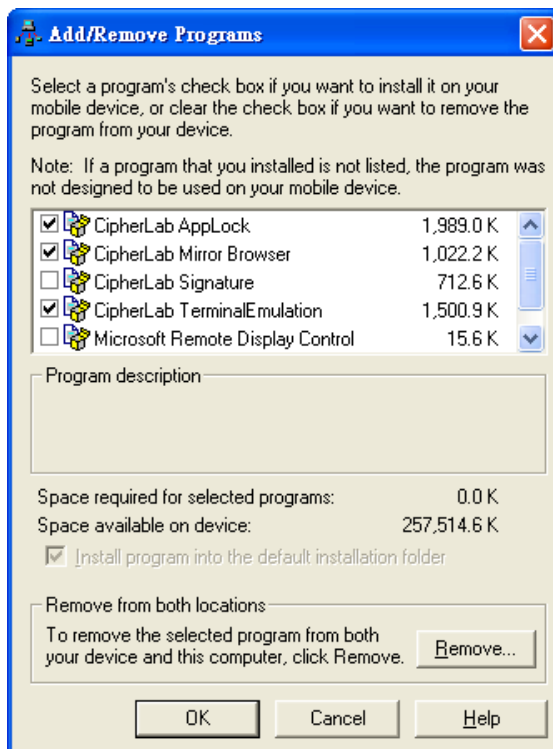 Add/Remove Programs
Select a program's check box if you want to install it on your
mobile device, or clear the check box if you want to remove the
program from your device.
Note: If a program that you installed is not listed, the program was
not designed to be used on your mobile device.
CipherLab AppLock 1,989.0 K
CipherLab Mirror Browser 1,022.2 K
CipherLab Signature 712.6 K
CipherLab TerminalEmulation 1,500.9 K
Microsoft Remote Display Control 15.6 K
Program description
Space required for selected programs: 0.0 K
Space available on device: 257,514.6 K
Install program into the default installation folder
Remove from both locations
To remove the selected program from both
your device and this computer, click Remove.
Remove...
OK Cancel Help